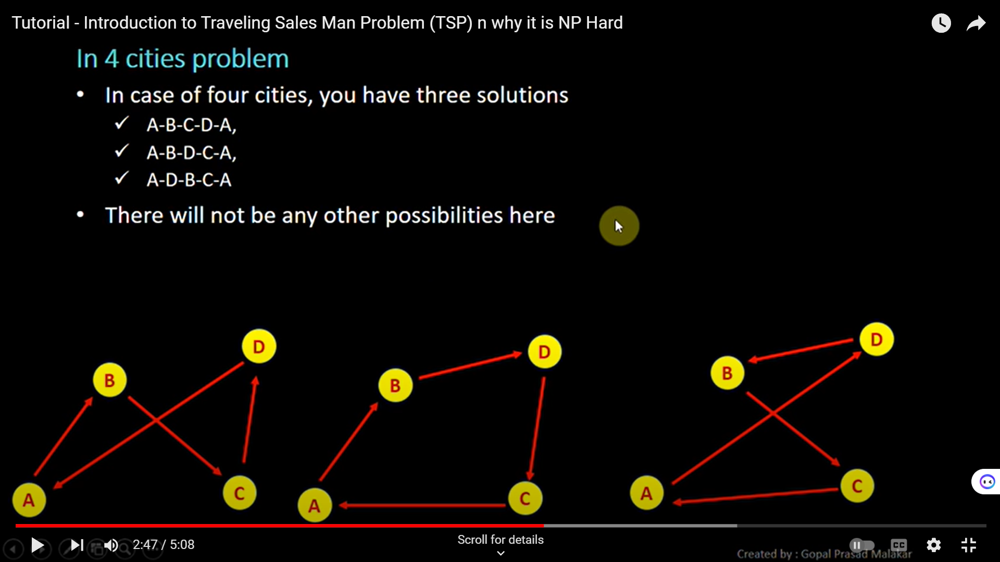 Tutorial - Introduction to Traveling Sales Man Problem (TSP) n why it is NP Hard
In 4 cities problem
• In case of four cities, you have three solutions
✓ A-B-C-D-A,
✓ A-B-D-C-A,
✓ A-D-B-C-A
• There will not be any other possibilities here
D
B
A
C
D
B
A
C
D
B
A
C
2:47 / 5:08
Scroll for details
CC
Created by : Gopal Prasad Malakar